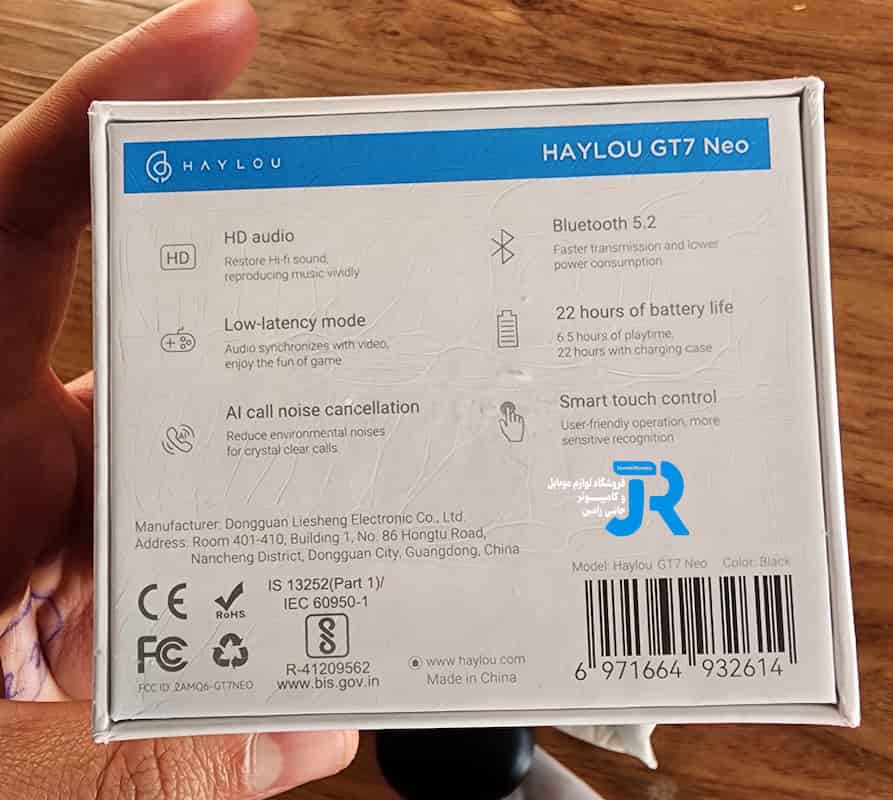 HAYLOU
HAYLOU GT7 Neo
HD
HD audio
Restore Hi-fi sound,
reproducing music vividly
Bluetooth 5.2
Faster transmission and lower
power consumption
Low-latency mode
Audio synchronizes with video,
enjoy the fun of game
22 hours of battery life
6.5 hours of playtime,
22 hours with charging case
AI
AI call noise cancellation
Reduce environmental noises
for crystal clear calls.
Smart touch control
User-friendly operation, more
sensitive recognition
JR
فروشگاه لوازم موبایل
و کامپیوتر
جانبی رامین
Manufacturer: Dongguan Liesheng Electronic Co., Ltd.
Address: Room 401-410, Building 1, No. 86 Hongtu Road,
Nancheng District, Dongguan City, Guangdong, China
CE
RoHS
FC
FCC ID: 2AMQ6-GT7NEO
IS 13252(Part 1)/
IEC 60950-1
R-41209562
www.bis.gov.in
www.haylou.com
Made in China
Model: Haylou GT7 Neo Color: Black
6 971664 932614